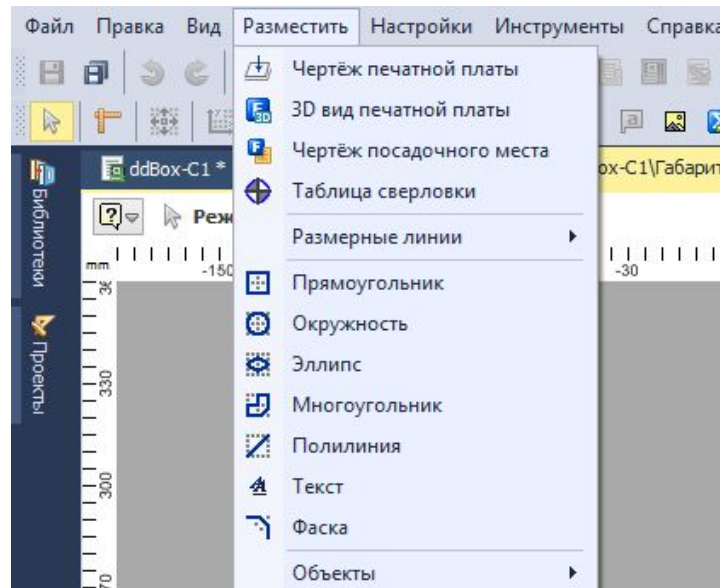 Файл Правка Вид Разместить Настройки Инструменты Справка
Чертёж печатной платы
3D вид печатной платы
Чертёж посадочного места
ddBox-C1 *
Таблица сверловки
Размерные линии
mm
-150
-30
Прямоугольник
Окружность
Эллипс
Многоугольник
Полилиния
Текст
Фаска
Объекты
Библиотеки
Проекты
330
300